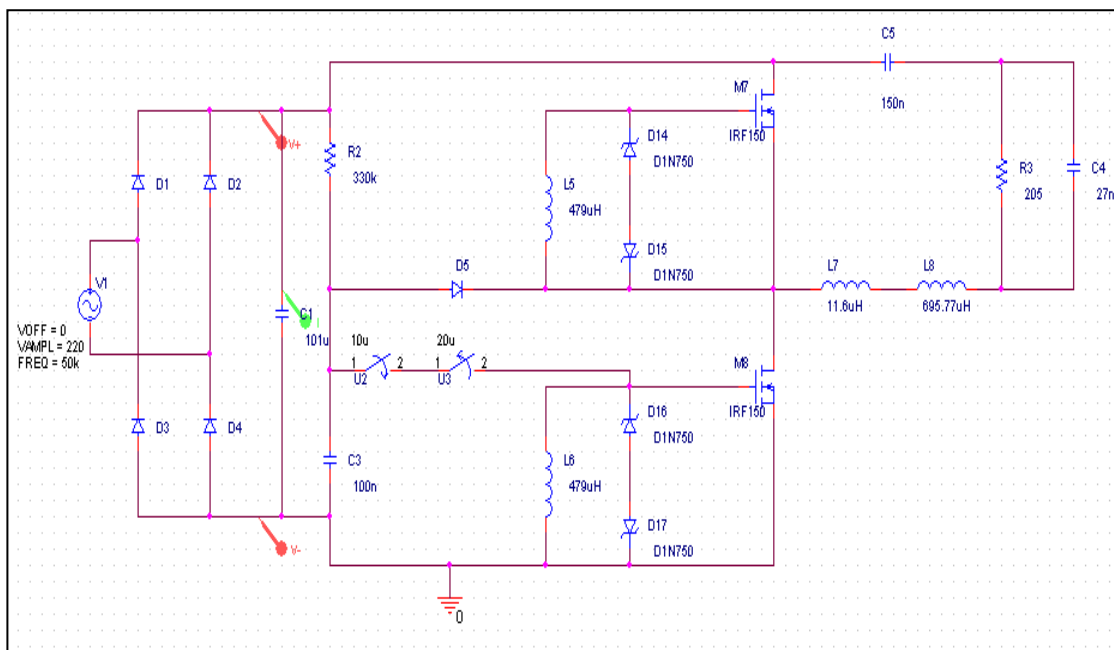 C5
150n
M7
IRF150
D14
D1N750
R2
330k
D1
D2
V+
L5
479uH
R3
205
C4
27n
D15
D1N750
D5
L7
11.6uH
L8
695.77uH
V1
VOFF = 0
VAMPL = 220
FREQ = 50k
I
C1
101u
10u
1
2
U2
20u
1
2
U3
M8
IRF150
D16
D1N750
D3
D4
C3
100n
L6
479uH
D17
D1N750
V-
0